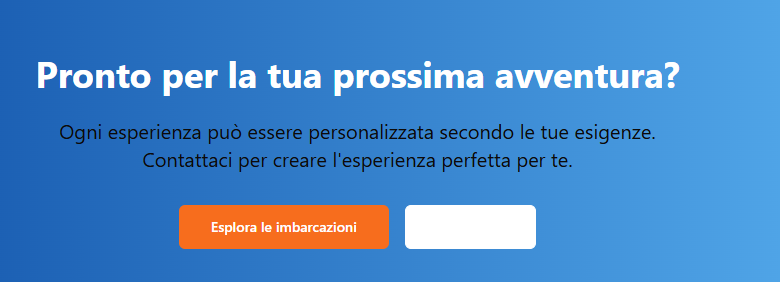 Pronto per la tua prossima avventura?
Ogni esperienza può essere personalizzata secondo le tue esigenze.
Contattaci per creare l'esperienza perfetta per te.
Esplora le imbarcazioni